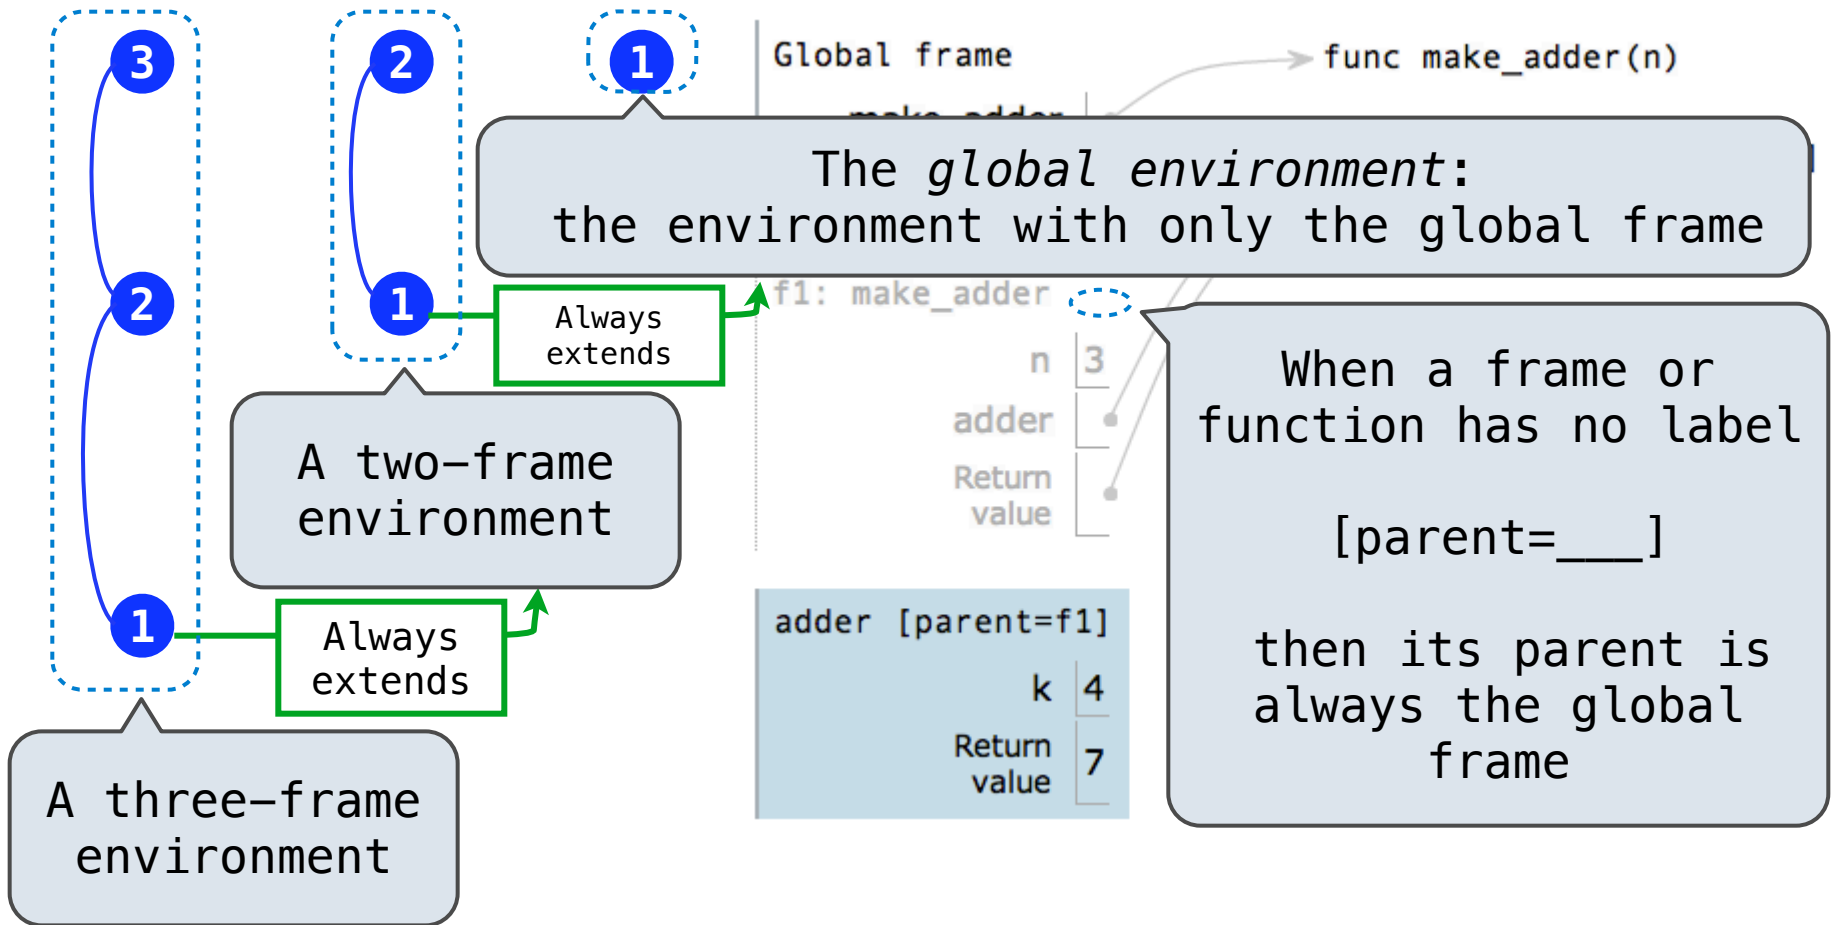 3
2
1
Global frame
func make_adder(n)
The global environment:
the environment with only the global frame
2
1
Always
extends
f1: make_adder
n 3
adder
Return
value
When a frame or
function has no label
[parent=___]
then its parent is
always the global
frame
A two-frame
environment
1
Always
extends
adder [parent=f1]
k 4
Return
value
7
A three-frame
environment